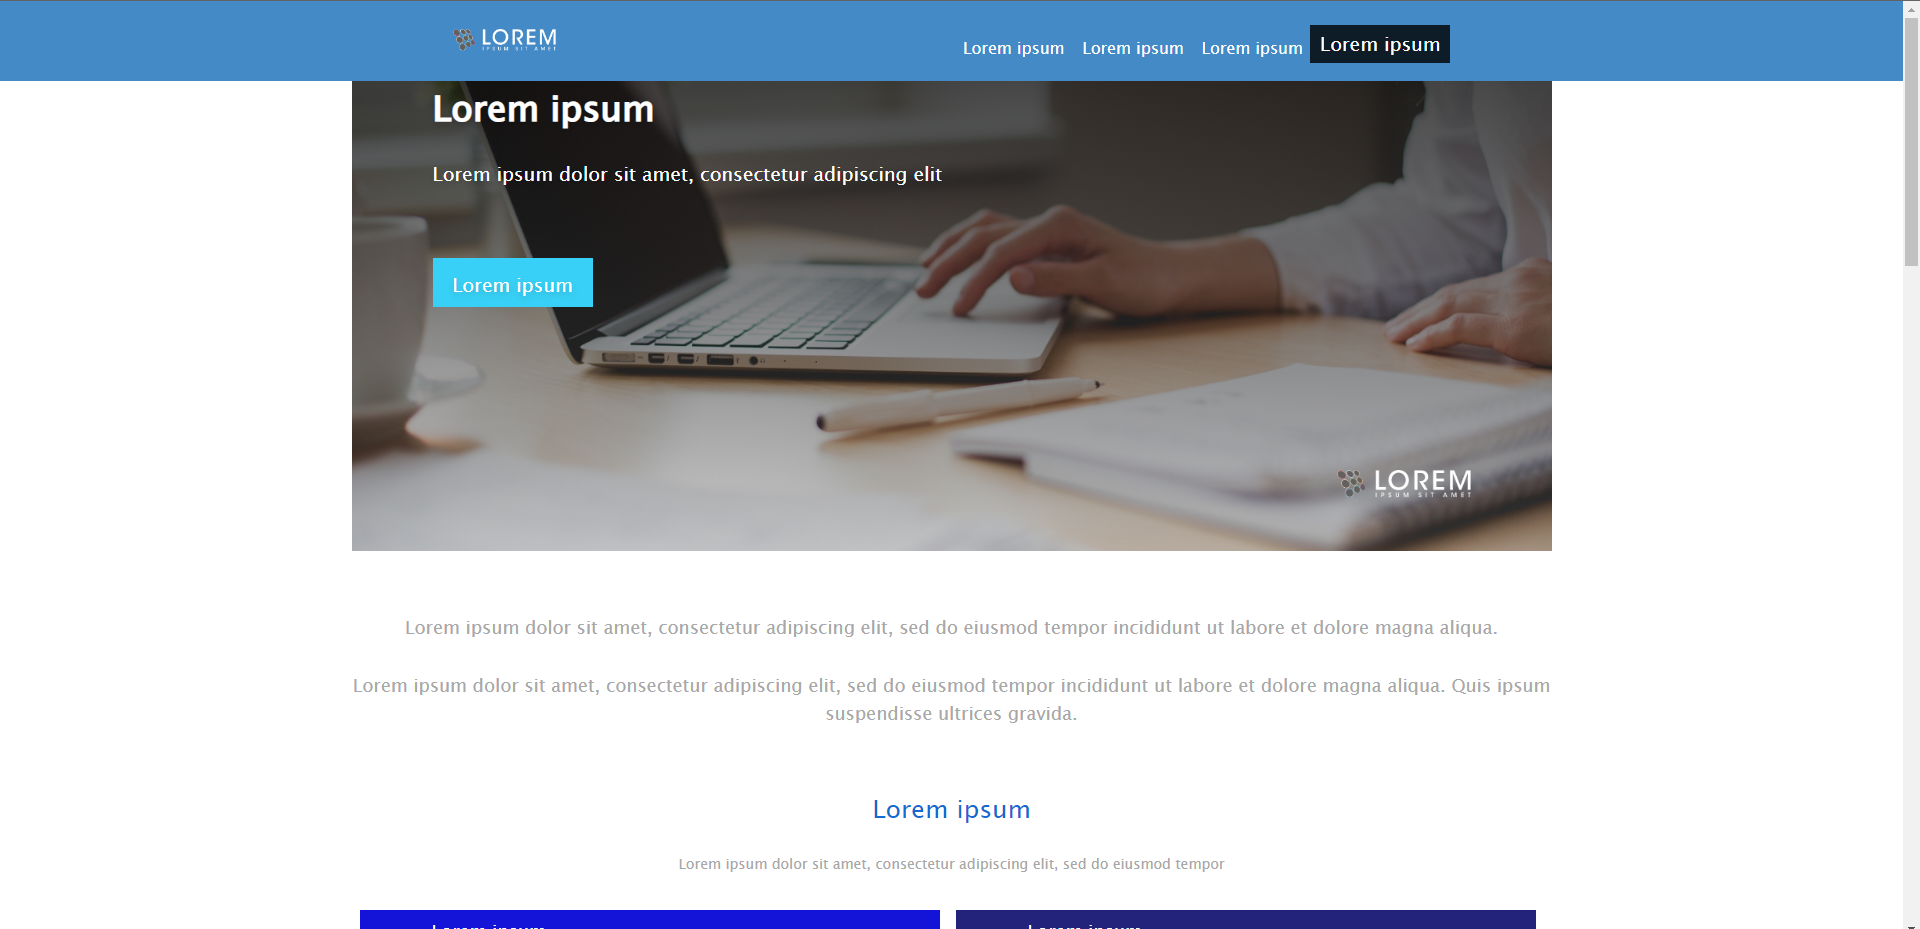 LOREM
IPSUM SIT AMET
Lorem ipsum Lorem ipsum Lorem ipsum Lorem ipsum
Lorem ipsum
Lorem ipsum dolor sit amet, consectetur adipiscing elit
Lorem ipsum
LOREM
IPSUM SIT AMET
Lorem ipsum dolor sit amet, consectetur adipiscing elit, sed do eiusmod tempor incididunt ut labore et dolore magna aliqua.
Lorem ipsum dolor sit amet, consectetur adipiscing elit, sed do eiusmod tempor incididunt ut labore et dolore magna aliqua. Quis ipsum
suspendisse ultrices gravida.
Lorem ipsum
Lorem ipsum dolor sit amet, consectetur adipiscing elit, sed do eiusmod tempor
Lorem ipsum Lorem ipsum